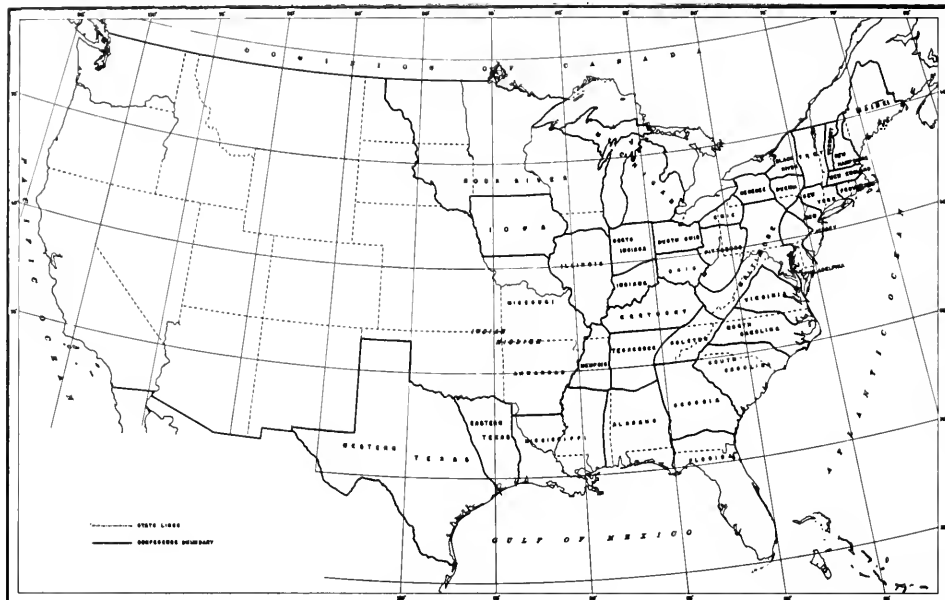 DOMINION OF CANADA
PACIFIC OCEAN
ATLANTIC OCEAN
GULF OF MEXICO
ROCK RIVER
IOWA
ILLINOIS
NORTH INDIANA
INDIANA
NORTH OHIO
OHIO
MICHIGAN
ERIE
PITTSBURG
GENESEE
ONEIDA
BLACK RIVER
TROY
MAINE
NEW HAMPSHIRE
NEW ENGLAND
PROVIDENCE
NEW YORK
NEW JERSEY
PHILADELPHIA
BALTIMORE
VIRGINIA
NORTH CAROLINA
SOUTH CAROLINA
HOLSTON
KENTUCKY
TENNESSEE
MEMPHIS
MISSOURI
INDIAN MISSION
ARKANSAS
GEORGIA
ALABAMA
FLORIDA
MISSISSIPPI
EASTERN TEXAS
WESTERN TEXAS
STATE LINES
CONFERENCE BOUNDARY